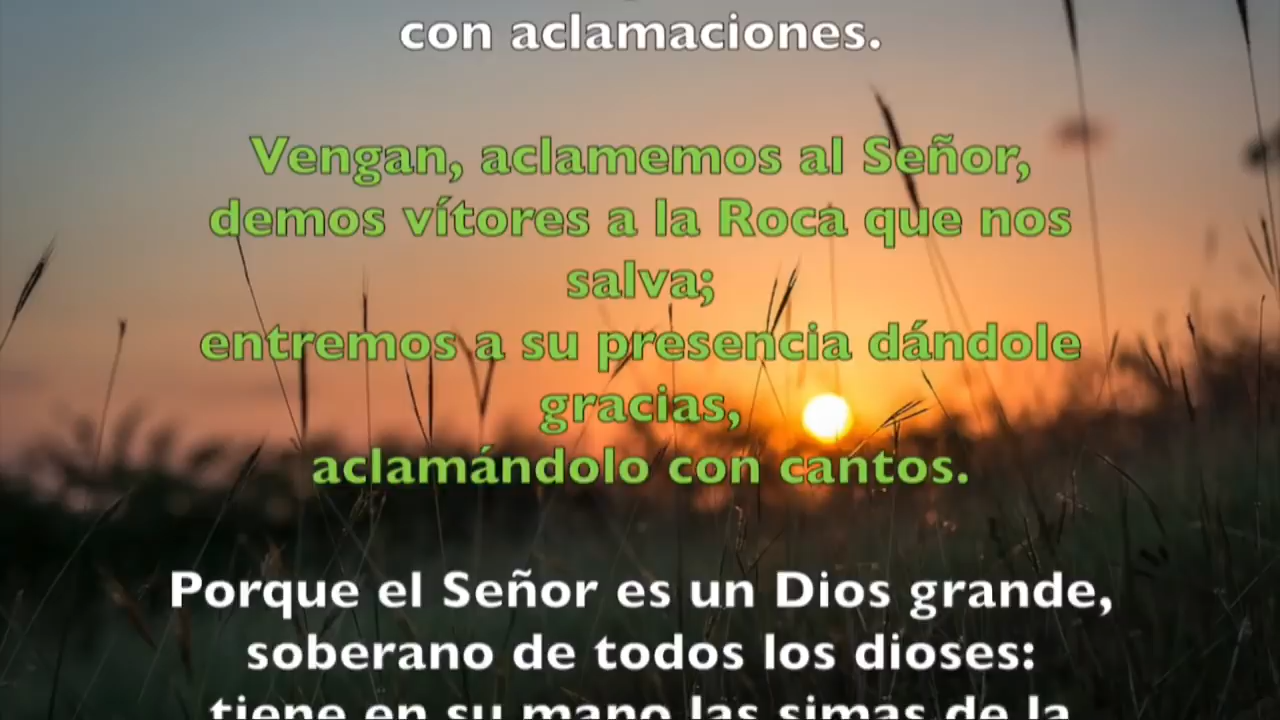 con aclamaciones.
Vengan, aclamemos al Señor,
demos vítores a la Roca que nos
salva;
entremos a su presencia dándole
gracias,
aclamándolo con cantos.
Porque el Señor es un Dios grande,
soberano de todos los dioses:
tiene en su mano las simas de la